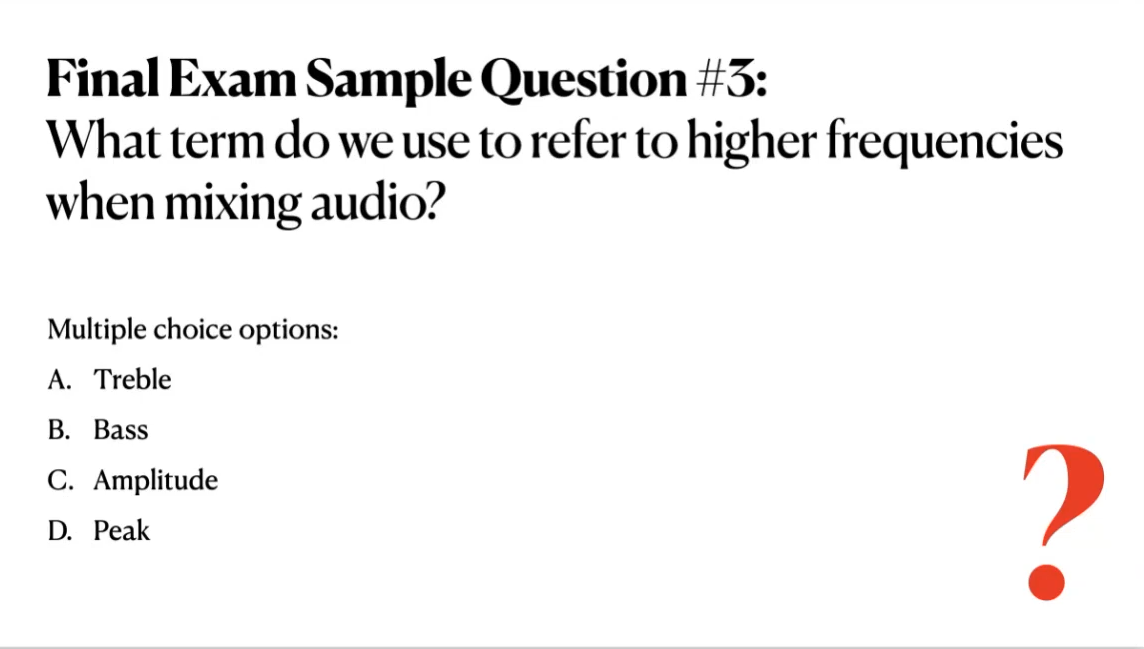 Final Exam Sample Question #3:
What term do we use to refer to higher frequencies
when mixing audio?
Multiple choice options:
A. Treble
B. Bass
C. Amplitude
D. Peak
?